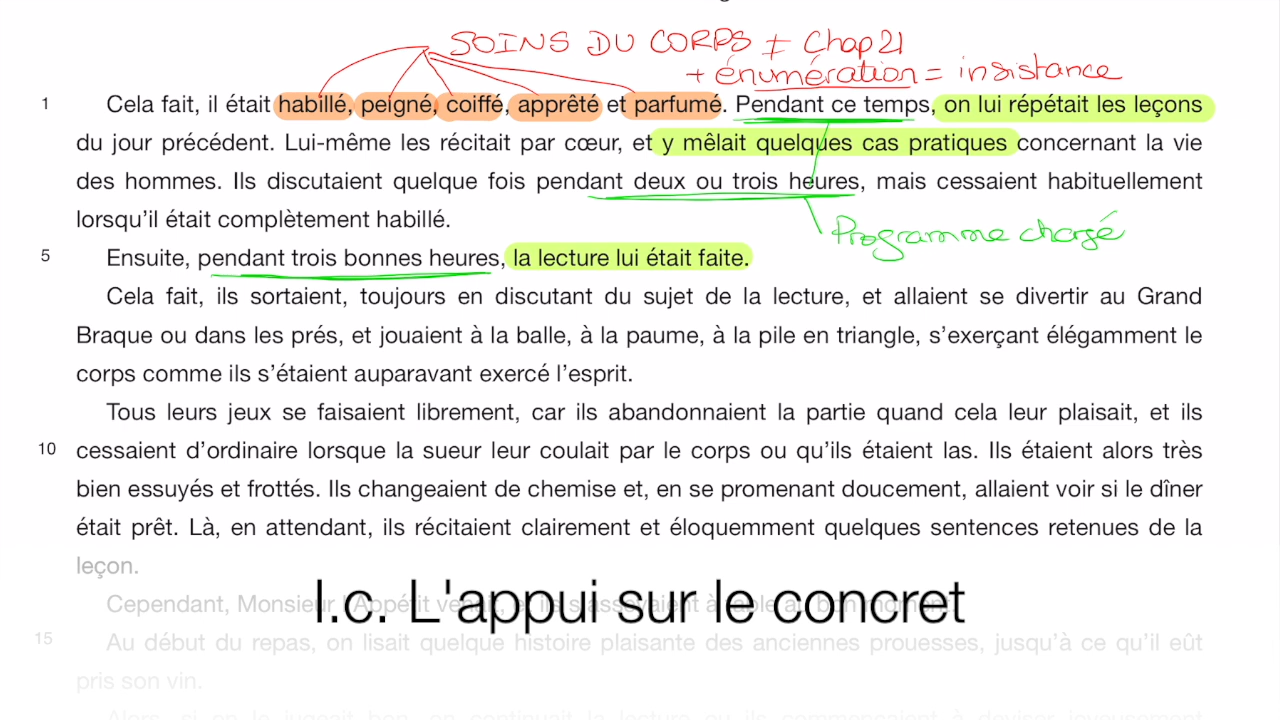 SOINS DU CORPS ≠ Chap 21
+ énumération = insistance
1 Cela fait, il était habillé, peigné, coiffé, apprêté et parfumé. Pendant ce temps, on lui répétait les leçons
du jour précédent. Lui-même les récitait par cœur, et y mêlait quelques cas pratiques concernant la vie
des hommes. Ils discutaient quelque fois pendant deux ou trois heures, mais cessaient habituellement
lorsqu’il était complètement habillé.
Programme chargé
5 Ensuite, pendant trois bonnes heures, la lecture lui était faite.
Cela fait, ils sortaient, toujours en discutant du sujet de la lecture, et allaient se divertir au Grand
Braque ou dans les prés, et jouaient à la balle, à la paume, à la pile en triangle, s’exerçant élégamment le
corps comme ils s’étaient auparavant exercé l’esprit.
Tous leurs jeux se faisaient librement, car ils abandonnaient la partie quand cela leur plaisait, et ils
10 cessaient d’ordinaire lorsque la sueur leur coulait par le corps ou qu’ils étaient las. Ils étaient alors très
bien essuyés et frottés. Ils changeaient de chemise et, en se promenant doucement, allaient voir si le dîner
était prêt. Là, en attendant, ils récitaient clairement et éloquemment quelques sentences retenues de la
leçon.
Cependant, Monsieur l’Appétit
I.c. L'appui sur le concret
15 Au début du repas, on lisait quelque histoire plaisante des anciennes prouesses, jusqu’à ce qu’il eût
pris son vin.